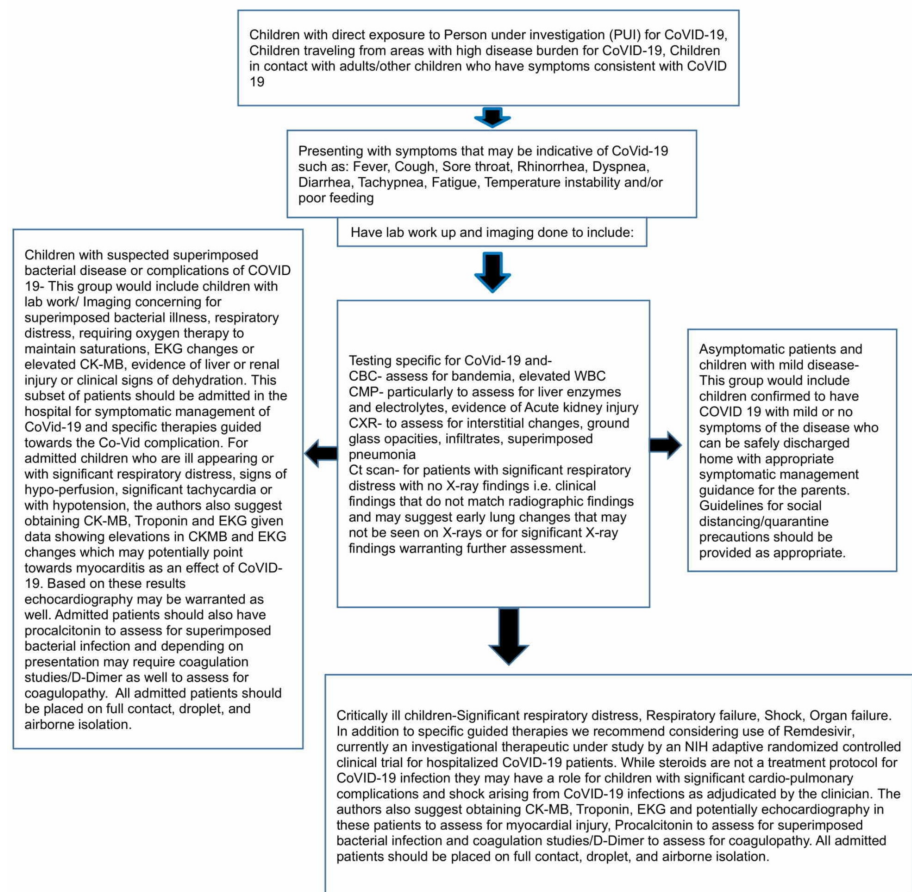 Children with direct exposure to Person under investigation (PUI) for CoVID-19,
Children traveling from areas with high disease burden for CoVID-19, Children
in contact with adults/other children who have symptoms consistent with CoVID
19
Presenting with symptoms that may be indicative of CoVid-19
such as: Fever, Cough, Sore throat, Rhinorrhea, Dyspnea,
Diarrhea, Tachypnea, Fatigue, Temperature instability and/or
poor feeding
Have lab work up and imaging done to include:
Children with suspected superimposed
bacterial disease or complications of COVID
19- This group would include children with
lab work/ Imaging concerning for
superimposed bacterial illness, respiratory
distress, requiring oxygen therapy to
maintain saturations, EKG changes or
elevated CK-MB, evidence of liver or renal
injury or clinical signs of dehydration. This
subset of patients should be admitted in the
hospital for symptomatic management of
CoVid-19 and specific therapies guided
towards the Co-Vid complication. For
admitted children who are ill appearing or
with significant respiratory distress, signs of
hypo-perfusion, significant tachycardia or
with hypotension, the authors also suggest
obtaining CK-MB, Troponin and EKG given
data showing elevations in CKMB and EKG
changes which may potentially point
towards myocarditis as an effect of CoVID-
19. Based on these results
echocardiography may be warranted as
well. Admitted patients should also have
procalcitonin to assess for superimposed
bacterial infection and depending on
presentation may require coagulation
studies/D-Dimer as well to assess for
coagulopathy. All admitted patients should
be placed on full contact, droplet, and
airborne isolation.
Testing specific for CoVid-19 and-
CBC- assess for bandemia, elevated WBC
CMP- particularly to assess for liver enzymes
and electrolytes, evidence of Acute kidney injury
CXR- to assess for interstitial changes, ground
glass opacities, infiltrates, superimposed
pneumonia
Ct scan- for patients with significant respiratory
distress with no X-ray findings i.e. clinical
findings that do not match radiographic findings
and may suggest early lung changes that may
not be seen on X-rays or for significant X-ray
findings warranting further assessment.
Asymptomatic patients and
children with mild disease-
This group would include
children confirmed to have
COVID 19 with mild or no
symptoms of the disease who
can be safely discharged
home with appropriate
symptomatic management
guidance for the parents.
Guidelines for social
distancing/quarantine
precautions should be
provided as appropriate.
Critically ill children-Significant respiratory distress, Respiratory failure, Shock, Organ failure.
In addition to specific guided therapies we recommend considering use of Remdesivir,
currently an investigational therapeutic under study by an NIH adaptive randomized controlled
clinical trial for hospitalized CoVID-19 patients. While steroids are not a treatment protocol for
CoVID-19 infection they may have a role for children with significant cardio-pulmonary
complications and shock arising from CoVID-19 infections as adjudicated by the clinician. The
authors also suggest obtaining CK-MB, Troponin, EKG and potentially echocardiography in
these patients to assess for myocardial injury, Procalcitonin to assess for superimposed
bacterial infection and coagulation studies/D-Dimer to assess for coagulopathy. All admitted
patients should be placed on full contact, droplet, and airborne isolation.